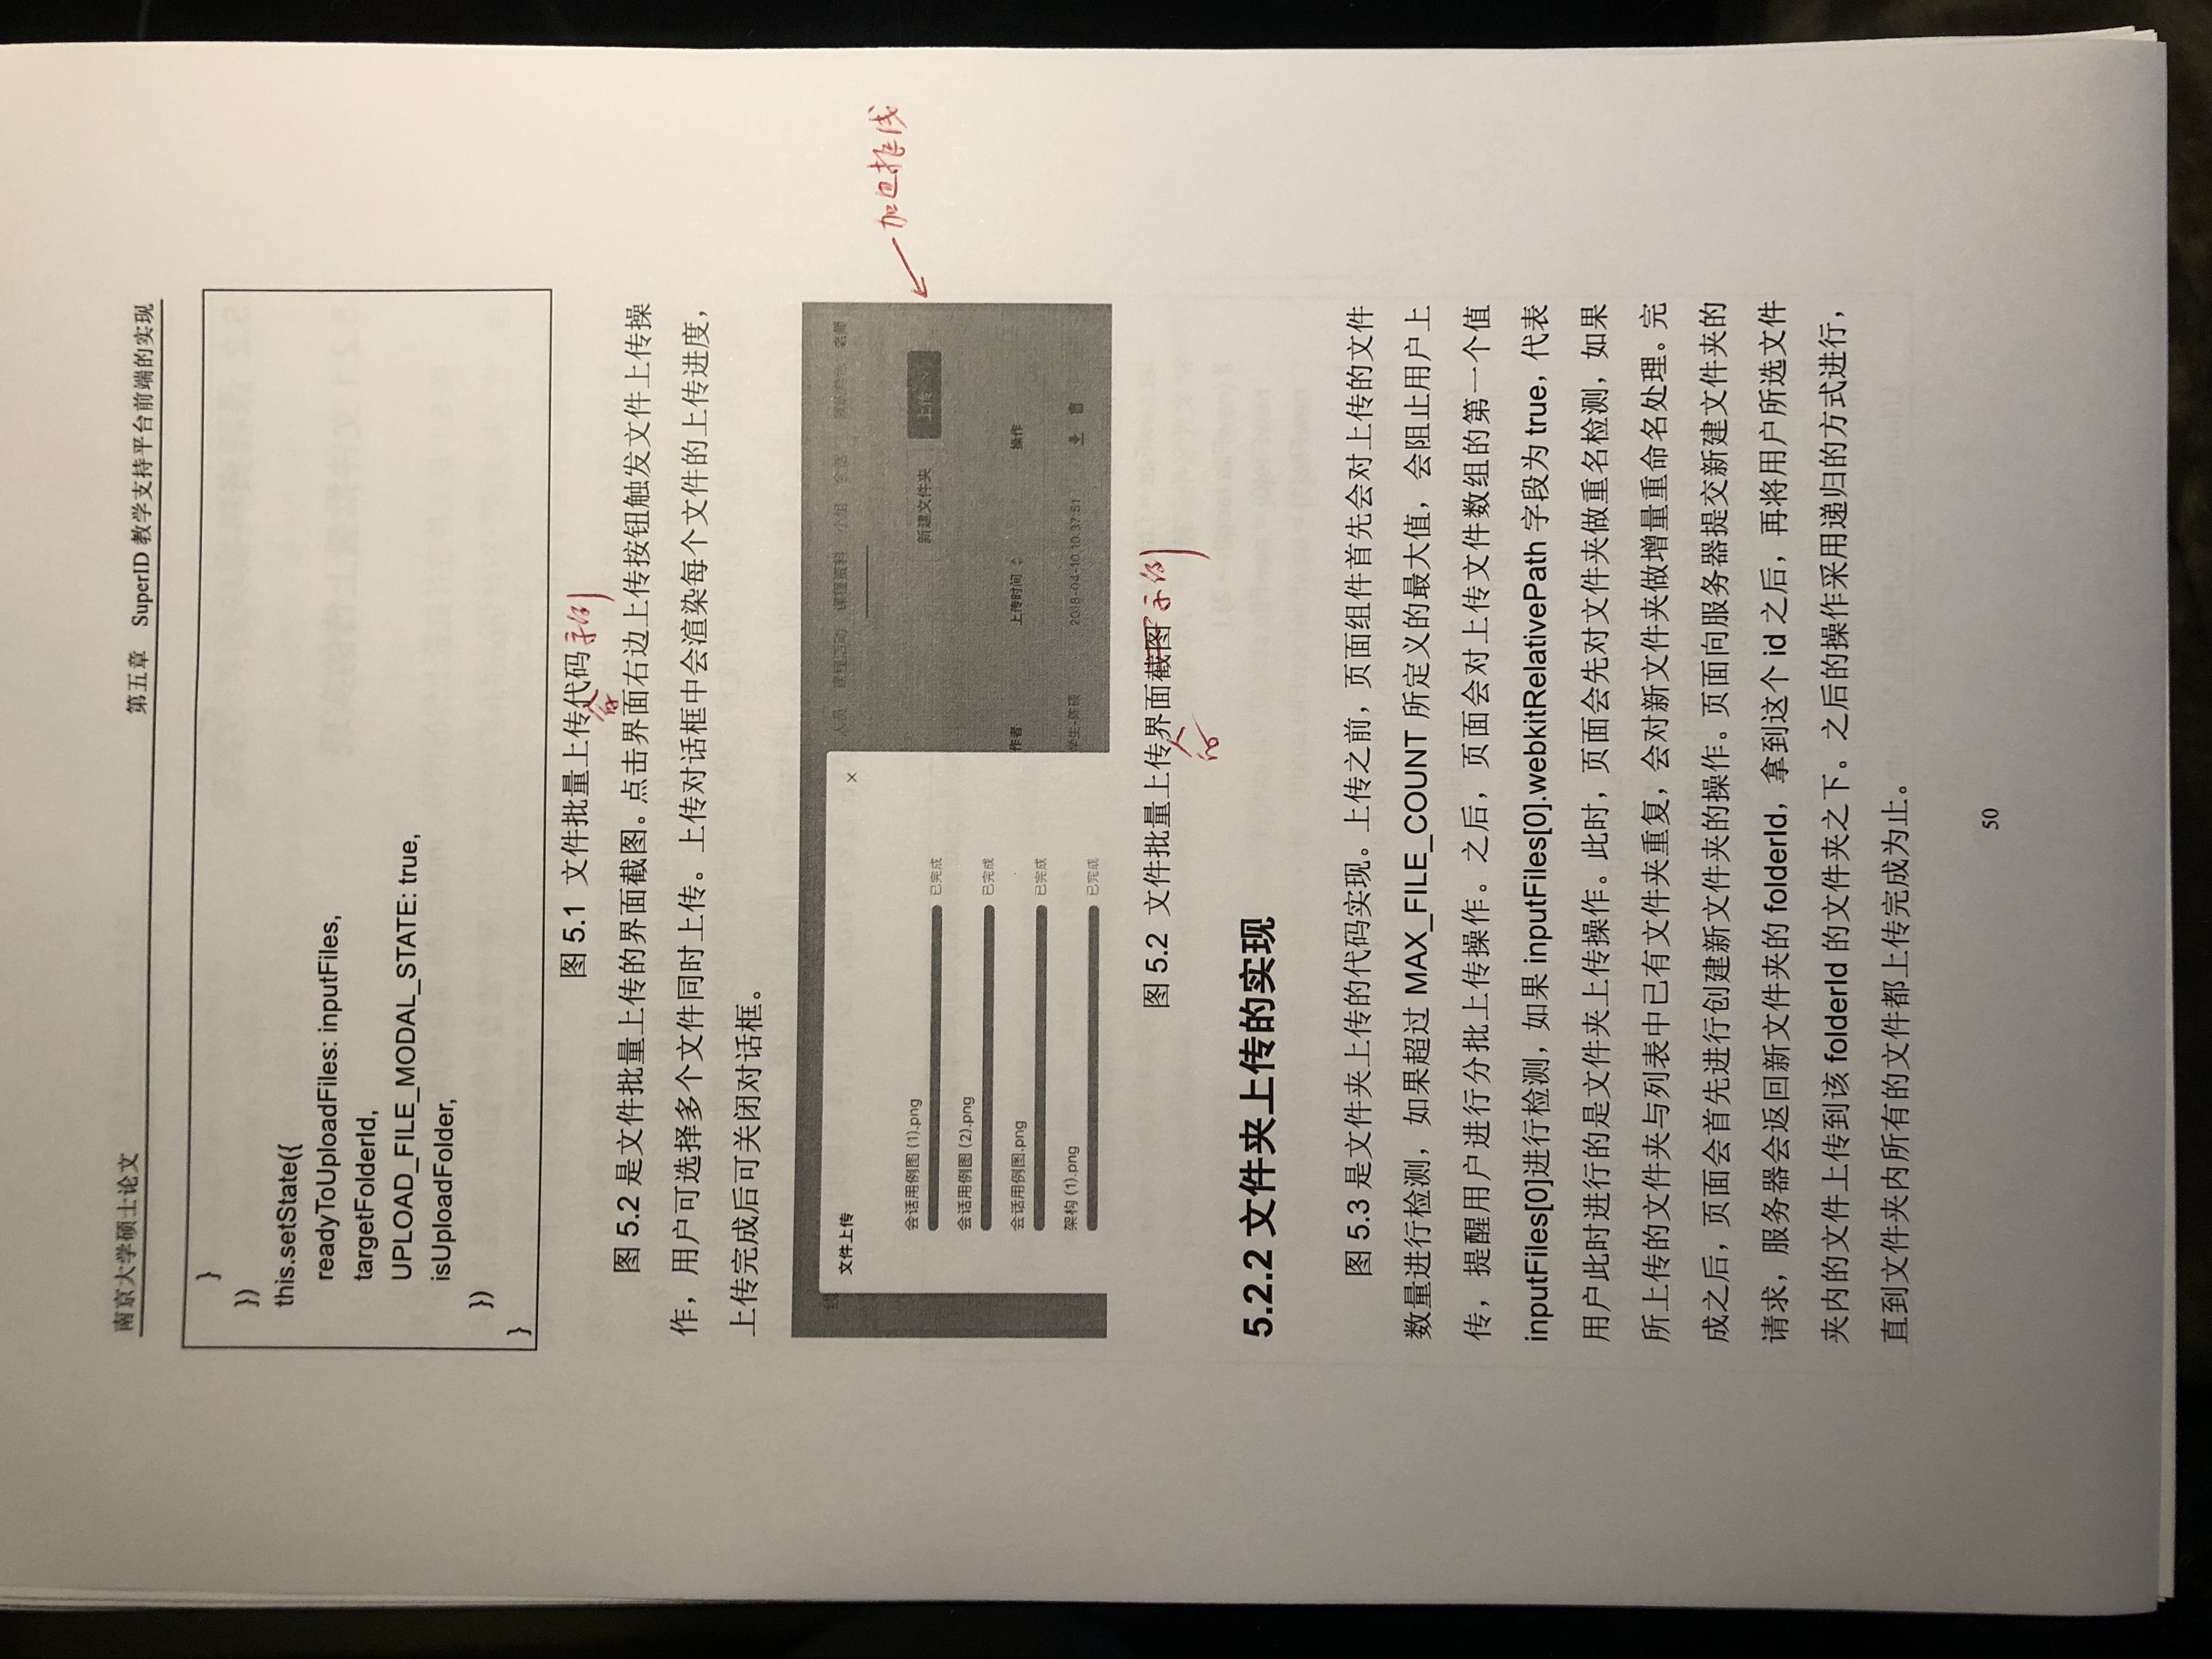 南京大学硕士论文
第五章 SuperID 教学支持平台前端的实现
}
})
this.setState({
readyToUploadFiles: inputFiles,
targetFolderId,
UPLOAD_FILE_MODAL_STATE: true,
isUploadFolder,
})
}
图 5.1 文件批量上传代码示例
的
图 5.2 是文件批量上传的界面截图。点击界面右边上传按钮触发文件上传操
作，用户可选择多个文件同时上传。上传对话框中会渲染每个文件的上传进度，
上传完成后可关闭对话框。
文件上传 ×
人员 课程活动 课程资料 小组 会话 老师
加边框线
新建文件夹 上传
会话用例图 (1).png
已完成
会话用例图 (2).png
已完成
会话用例图.png
已完成
架构 (1).png
已完成
作者 上传时间 操作
学生-陈硕 2018-04-10 10:37:51
图 5.2 文件批量上传界面截图示例
的
5.2.2 文件夹上传的实现
图 5.3 是文件夹上传的代码实现。上传之前，页面组件首先会对上传的文件
数量进行检测，如果超过 MAX_FILE_COUNT 所定义的最大值，会阻止用户上
传，提醒用户进行分批上传操作。之后，页面会对上传文件数组的第一个值
inputFiles[0]进行检测，如果 inputFiles[0].webkitRelativePath 字段为 true，代表
用户此时进行的是文件夹上传操作。此时，页面会先对文件夹做重名检测，如果
所上传的文件夹与列表中已有文件夹重复，会对新文件夹做增量重命名处理。完
成之后，页面会首先进行创建新文件夹的操作。页面向服务器提交新建文件夹的
请求，服务器会返回新文件夹的 folderId，拿到这个 id 之后，再将用户所选文件
夹内的文件上传到该 folderId 的文件夹之下。之后的操作采用递归的方式进行，
直到文件夹内所有的文件都上传完成为止。
50